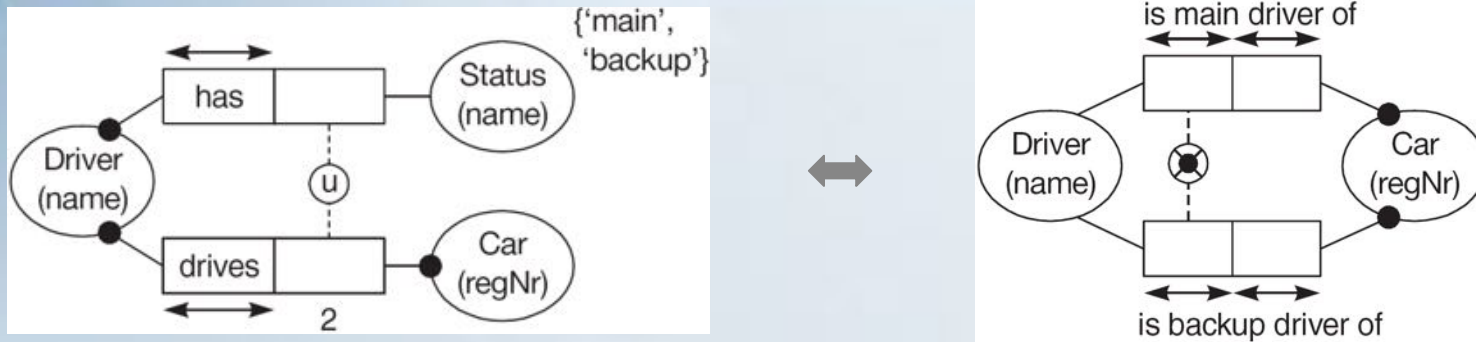 {'main',
'backup'}
has
Status
(name)
Driver
(name)
u
drives
Car
(regNr)
2
is main driver of
Driver
(name)
Car
(regNr)
is backup driver of